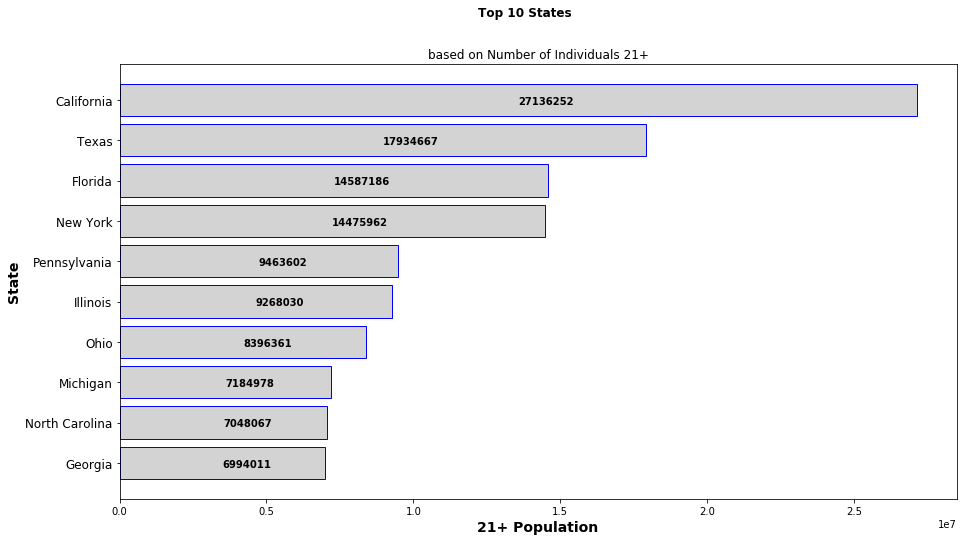 Top 10 States
based on Number of Individuals 21+
California 27136252
Texas 17934667
Florida 14587186
New York 14475962
Pennsylvania 9463602
Illinois 9268030
Ohio 8396361
Michigan 7184978
North Carolina 7048067
Georgia 6994011
State
0.0 0.5 1.0 1.5 2.0 2.5
1e7
21+ Population